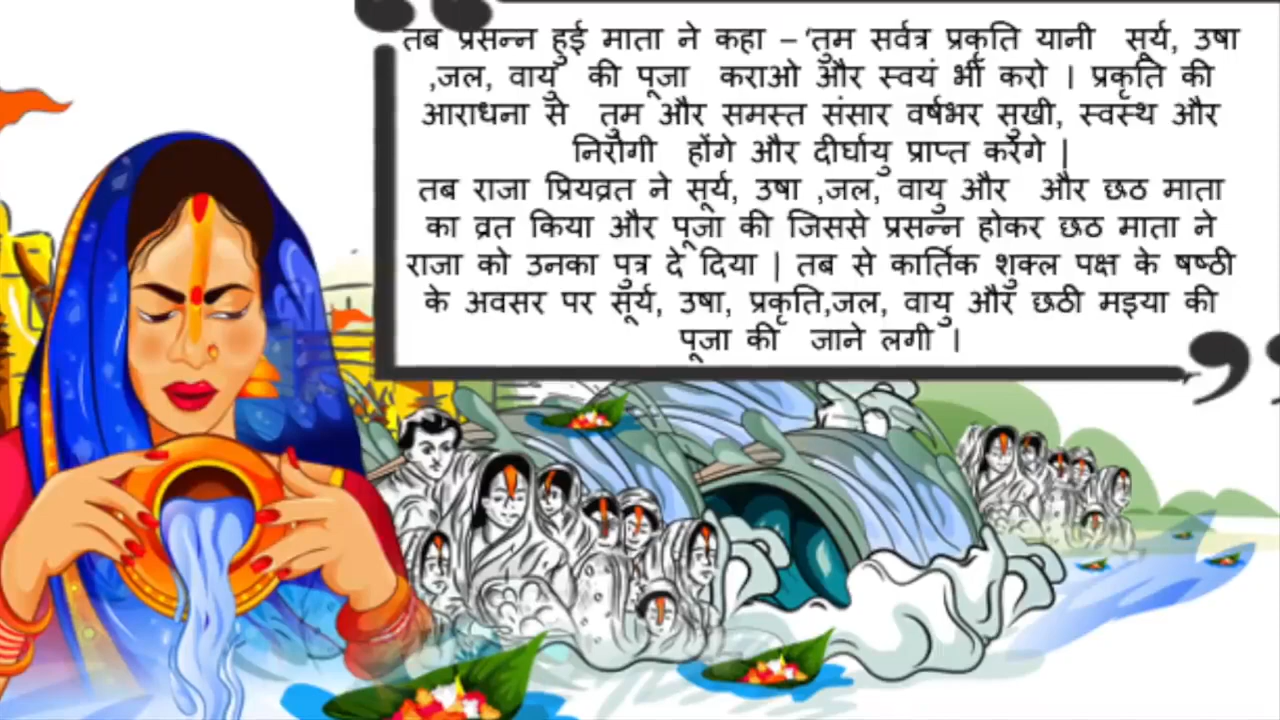 तब प्रसन्न हुई माता ने कहा – ‘तुम सर्वत्र प्रकृति यानी सूर्य, उषा
,जल, वायु की पूजा कराओ और स्वयं भी करो । प्रकृति की
आराधना से तुम और समस्त संसार वर्षभर सुखी, स्वस्थ और
निरोगी होंगे और दीर्घायु प्राप्त करेंगे |
तब राजा प्रियव्रत ने सूर्य, उषा ,जल, वायु और और छठ माता
का व्रत किया और पूजा की जिससे प्रसन्न होकर छठ माता ने
राजा को उनका पुत्र दे दिया | तब से कार्तिक शुक्ल पक्ष के षष्ठी
के अवसर पर सूर्य, उषा, प्रकृति,जल, वायु और छठी मइया की
पूजा की जाने लगी ।